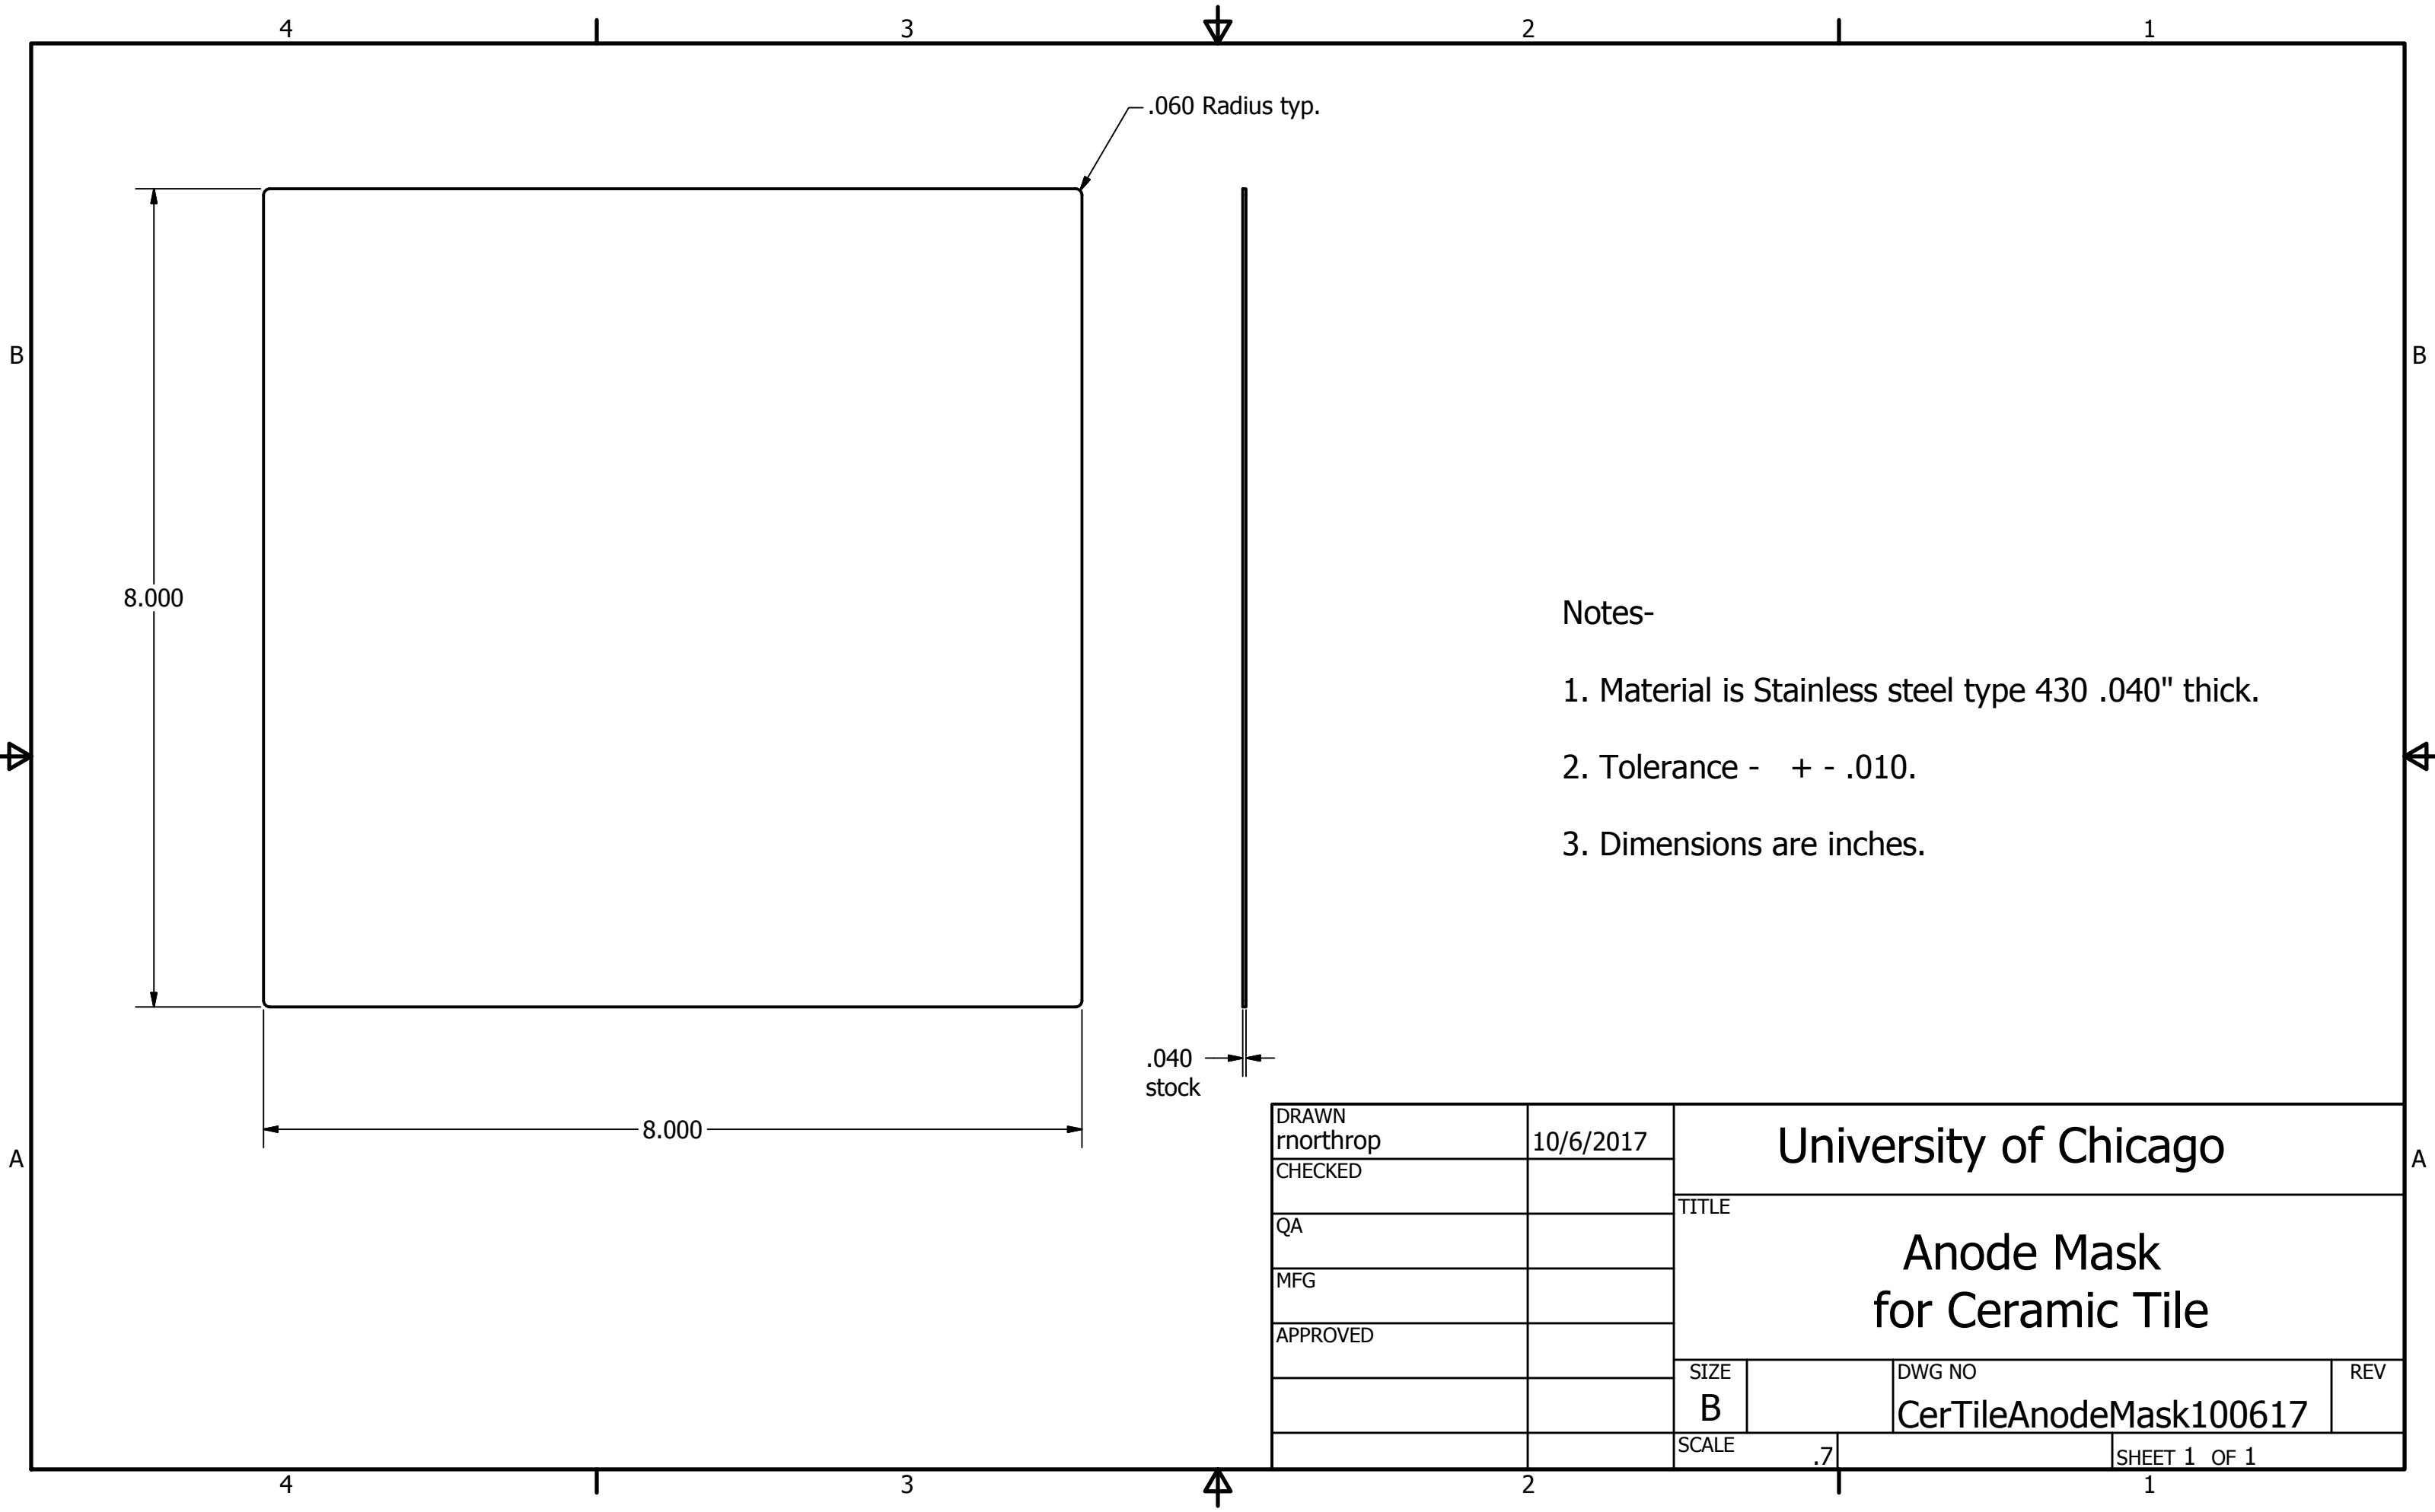 4 3 2 1
.060 Radius typ.
B B
8.000
Notes-
1. Material is Stainless steel type 430 .040" thick.
2. Tolerance -   + - .010.
3. Dimensions are inches.
.040
stock
8.000
A A
DRAWN
rnorthrop 10/6/2017
CHECKED
QA
MFG
APPROVED
University of Chicago
TITLE
Anode Mask
for Ceramic Tile
SIZE
B
DWG NO
CerTileAnodeMask100617
REV
SCALE .7
SHEET 1 OF 1
4 3 2 1